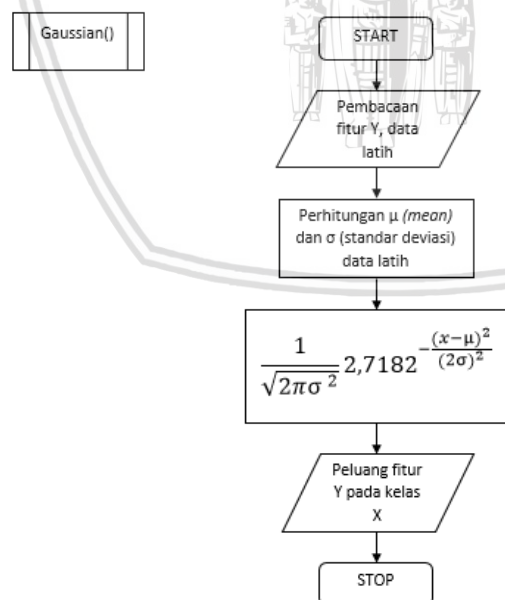 Gaussian()
START
Pembacaan
fitur Y, data
latih
Perhitungan μ (mean)
dan σ (standar deviasi)
data latih
1/√2πσ² 2,7182^-(x−μ)²/(2σ)²
Peluang fitur
Y pada kelas
X
STOP